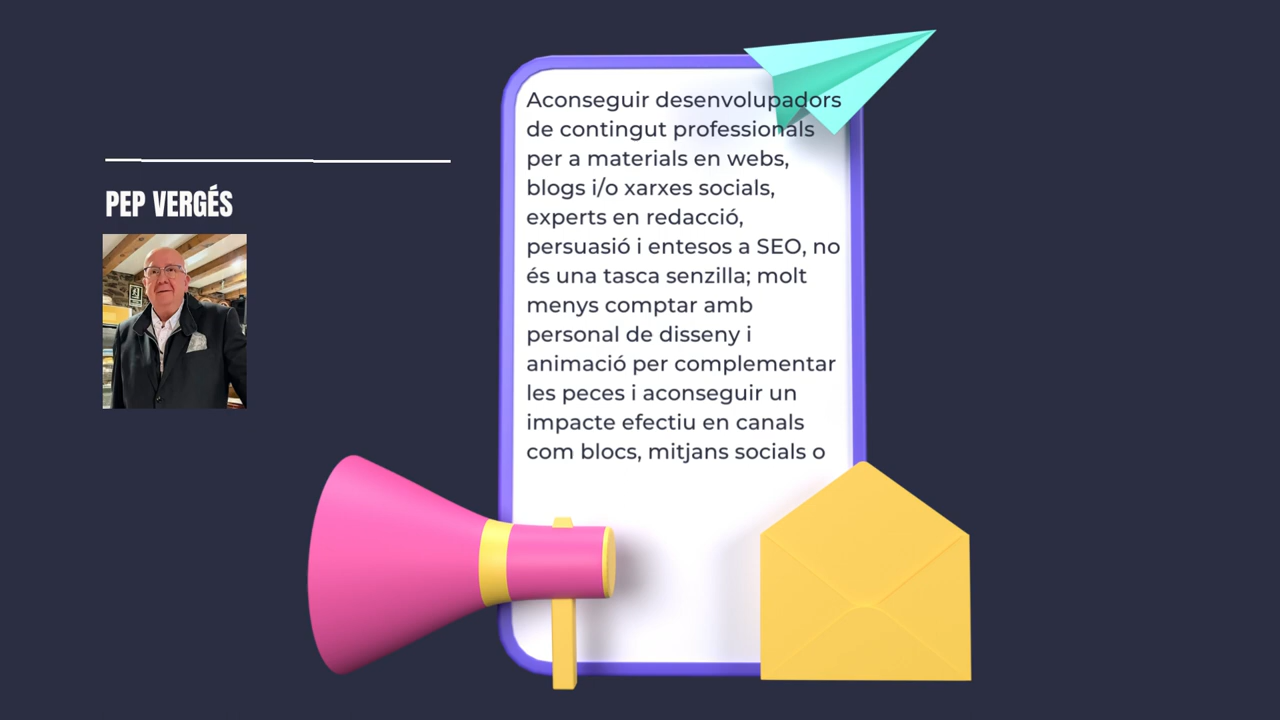 PEP VERGÉS
Aconseguir desenvolupadors
de contingut professionals
per a materials en webs,
blogs i/o xarxes socials,
experts en redacció,
persuasió i entesos a SEO, no
és una tasca senzilla; molt
menys comptar amb
personal de disseny i
animació per complementar
les peces i aconseguir un
impacte efectiu en canals
com blocs, mitjans socials o